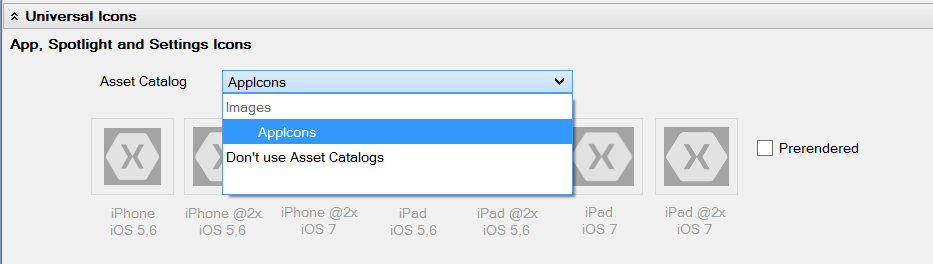 Universal Icons
App, Spotlight and Settings Icons
Asset Catalog
AppIcons
Images
AppIcons
Don't use Asset Catalogs
Prerendered
iPhone
iOS 5,6
iPhone @2x
iOS 5,6
iPhone @2x
iOS 7
iPad
iOS 5,6
iPad @2x
iOS 5,6
iPad
iOS 7
iPad @2x
iOS 7